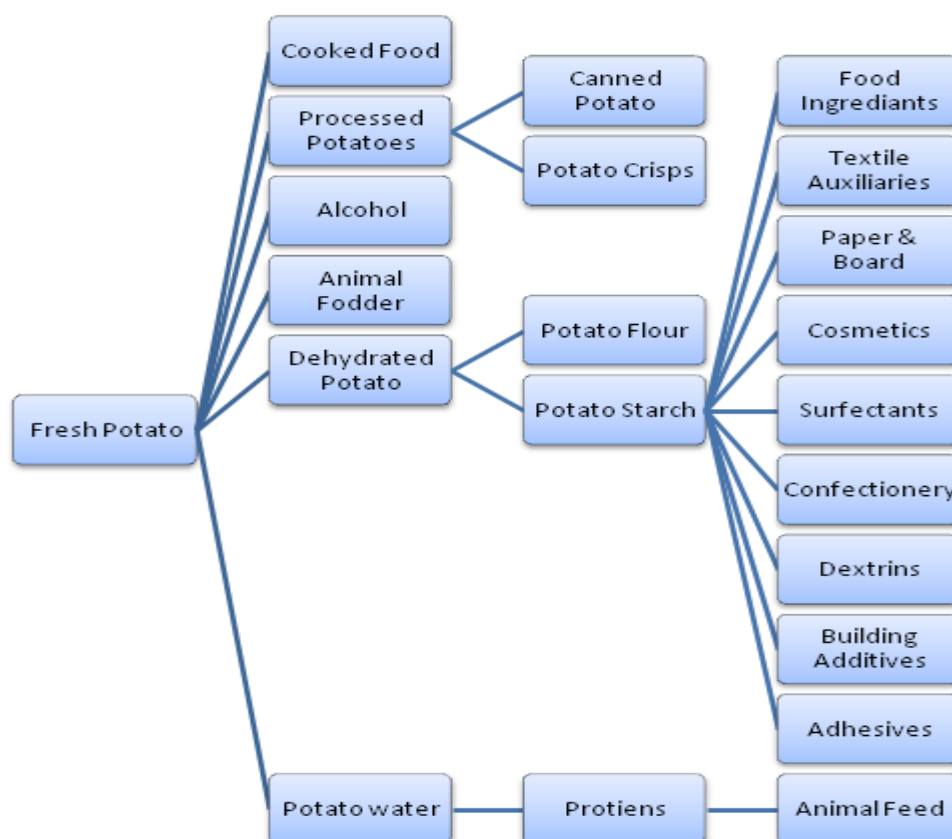 Fresh Potato
Cooked Food
Processed
Potatoes
Alcohol
Animal
Fodder
Dehydrated
Potato
Potato water
Canned
Potato
Potato Crisps
Potato Flour
Potato Starch
Protiens
Food
Ingrediants
Textile
Auxiliaries
Paper &
Board
Cosmetics
Surfectants
Confectionery
Dextrins
Building
Additives
Adhesives
Animal Feed